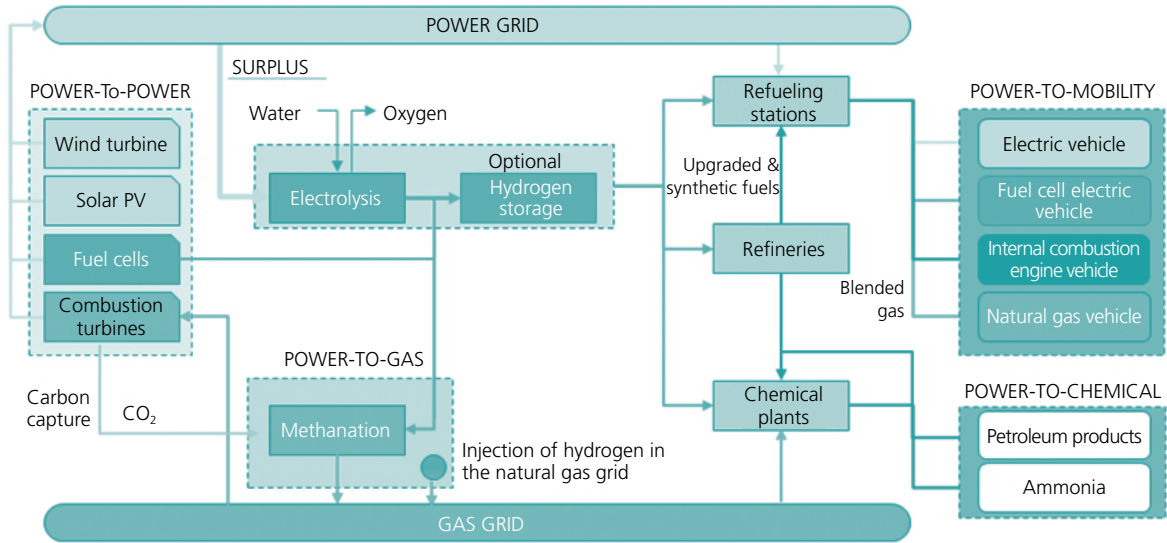 POWER GRID
SURPLUS
POWER-To-POWER
Wind turbine
Solar PV
Fuel cells
Combustion
turbines
Water
Oxygen
Optional
Electrolysis
Hydrogen
storage
Refueling
stations
Upgraded &
synthetic fuels
Refineries
Blended
gas
Chemical
plants
POWER-TO-MOBILITY
Electric vehicle
Fuel cell electric
vehicle
Internal combustion
engine vehicle
Natural gas vehicle
POWER-TO-CHEMICAL
Petroleum products
Ammonia
POWER-TO-GAS
Carbon
capture
CO₂
Methanation
Injection of hydrogen in
the natural gas grid
GAS GRID